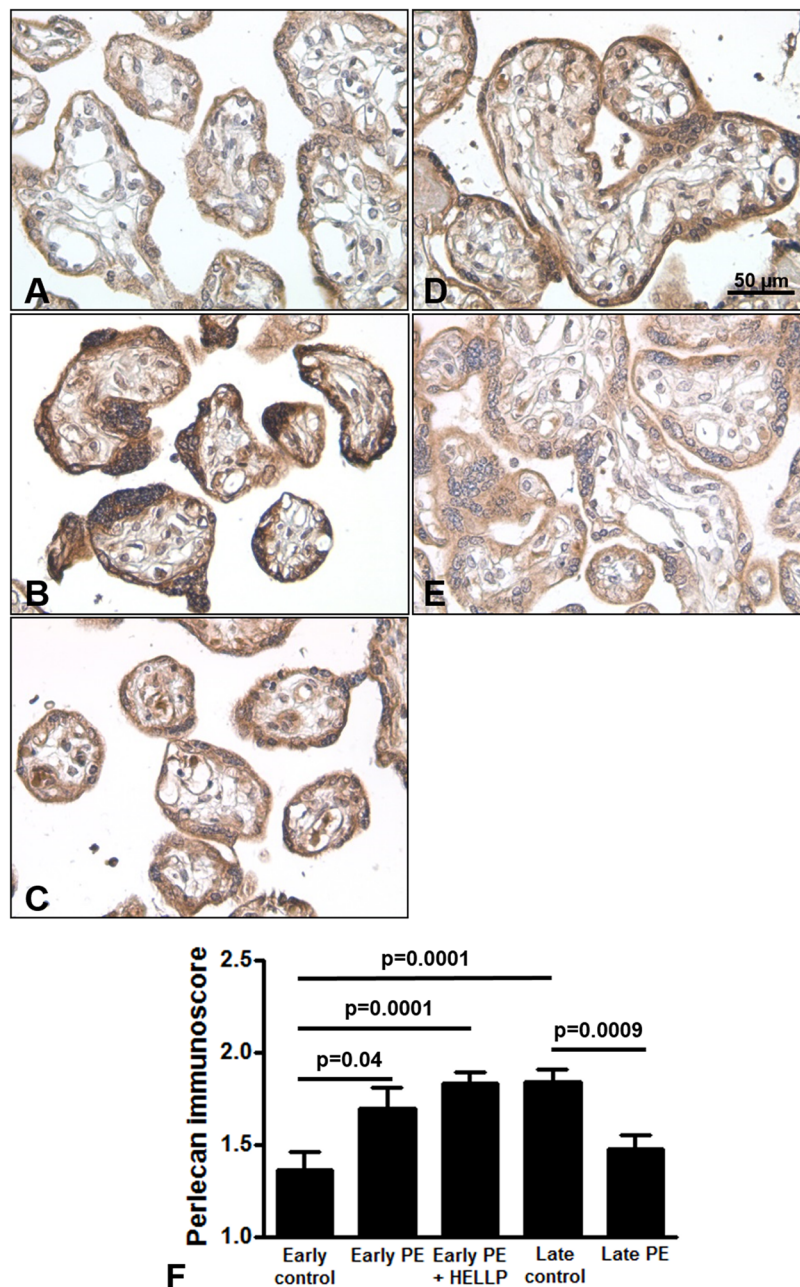 A
D
50 µm
B
E
C
Perlecan immunoscore
2.5
2.0
1.5
1.0
p=0.0001
p=0.0001
p=0.0009
p=0.04
Early control
Early PE
Early PE + HELLP
Late control
Late PE
F